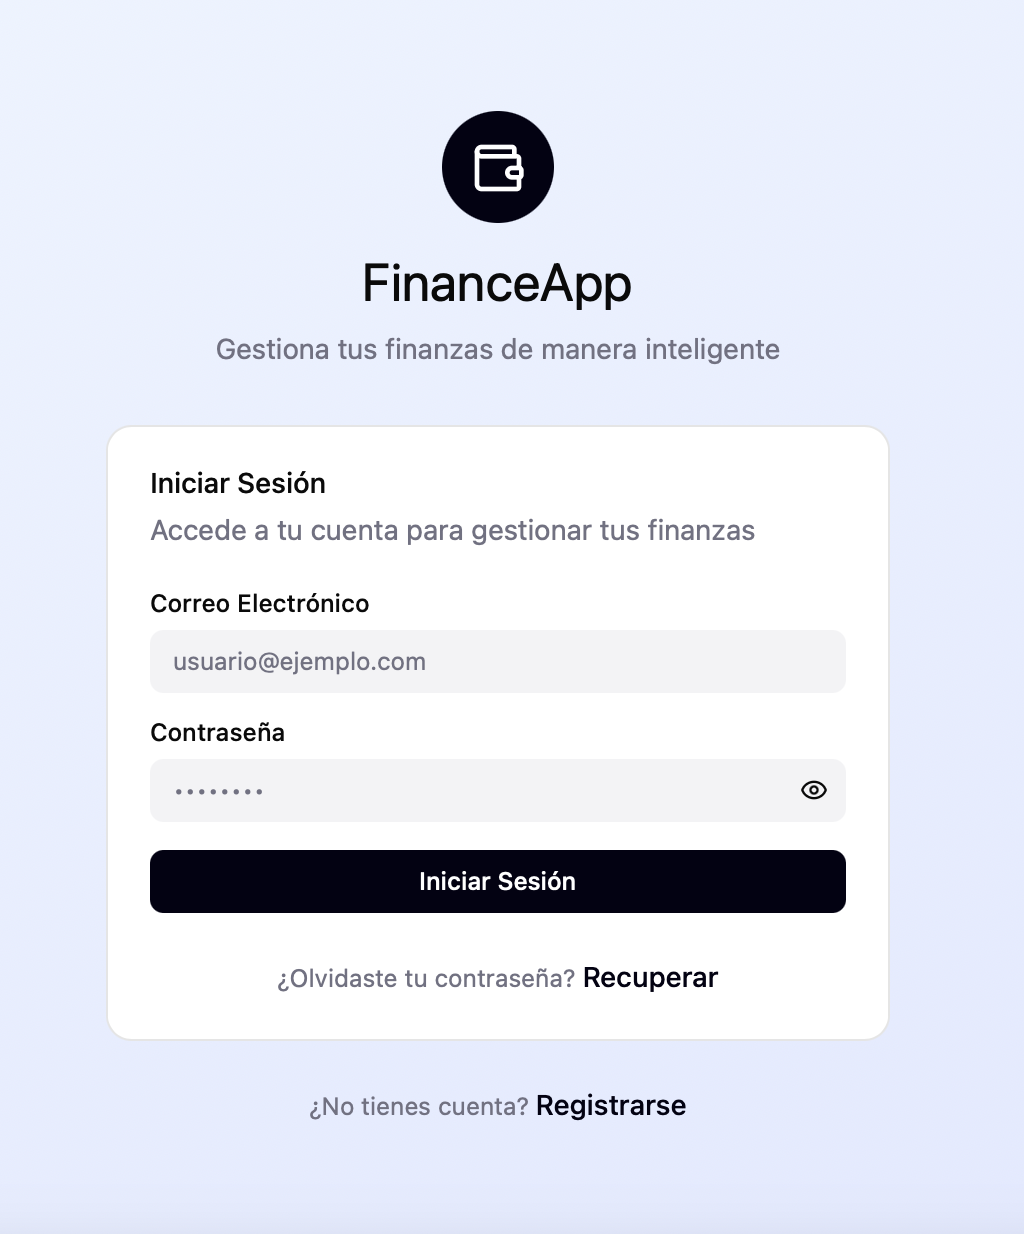 FinanceApp
Gestiona tus finanzas de manera inteligente
Iniciar Sesión
Accede a tu cuenta para gestionar tus finanzas
Correo Electrónico
usuario@ejemplo.com
Contraseña
••••••••
Iniciar Sesión
¿Olvidaste tu contraseña? Recuperar
¿No tienes cuenta? Registrarse